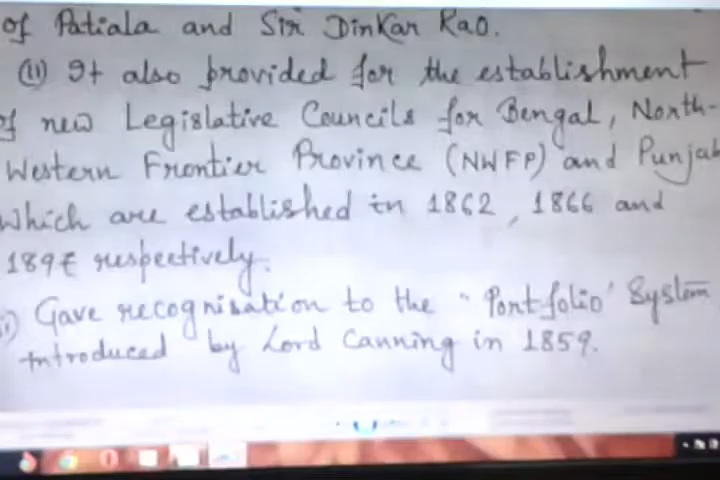 of Patiala and Sir Dinkar Rao.
(ii) It also provided for the establishment
of new Legislative Councils for Bengal, North-
Western Frontier Province (NWFP) and Punjab
which are established in 1862, 1866 and
respectively.
Gave recognisation to the "Portfolio' System
introduced by Lord Canning in 1859.